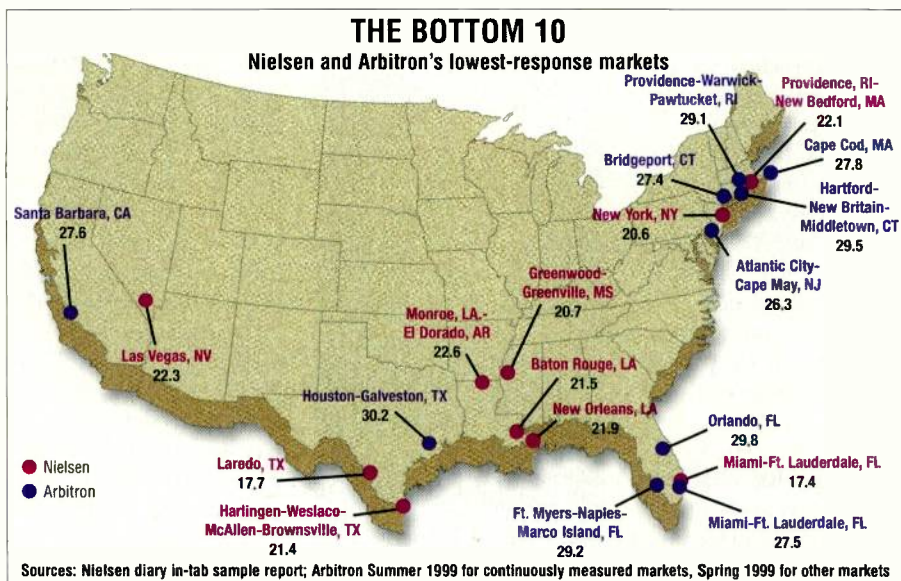 THE BOTTOM 10
Nielsen and Arbitron's lowest-response markets
Providence-Warwick-
Pawtucket, RI
29.1
Providence, RI-
New Bedford, MA
22.1
Bridgeport, CT
27.4
Cape Cod, MA
27.8
New York, NY
20.6
Hartford-
New Britain-
Middletown, CT
29.5
Santa Barbara, CA
27.6
Atlantic City-
Cape May, NJ
26.3
Greenwood-
Greenville, MS
20.7
Monroe, LA.-
El Dorado, AR
22.6
Las Vegas, NV
22.3
Baton Rouge, LA
21.5
Houston-Galveston, TX
30.2
New Orleans, LA
21.9
Orlando, FL
29.8
Laredo, TX
17.7
Miami-Ft. Lauderdale, FL
17.4
Harlingen-Weslaco-
McAllen-Brownsville, TX
21.4
Ft. Myers-Naples-
Marco Island, FL
29.2
Miami-Ft. Lauderdale, FL
27.5
Nielsen
Arbitron
Sources: Nielsen diary in-tab sample report; Arbitron Summer 1999 for continuously measured markets, Spring 1999 for other markets